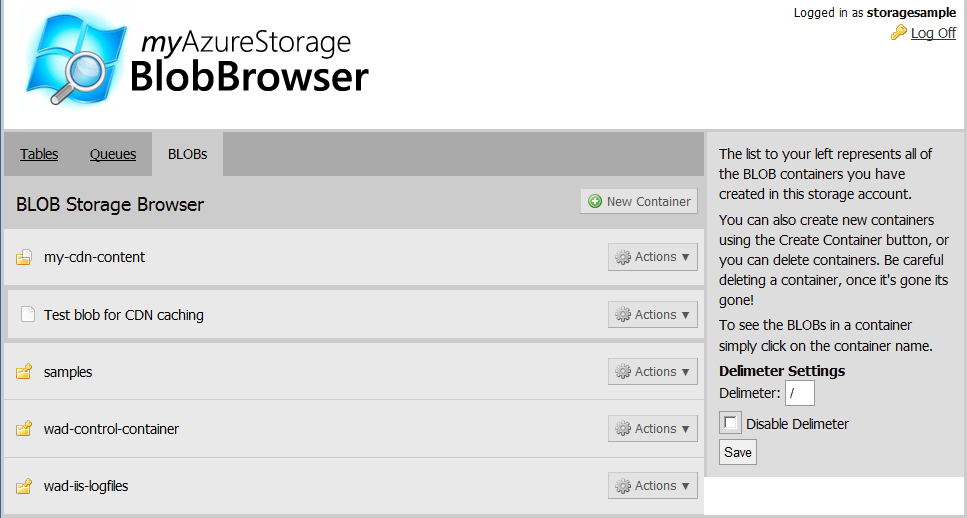 Logged in as storagesample
Log Off
myAzureStorage
BlobBrowser
Tables Queues BLOBs
BLOB Storage Browser
New Container
my-cdn-content
Actions ▼
Test blob for CDN caching
Actions ▼
samples
Actions ▼
wad-control-container
Actions ▼
wad-iis-logfiles
Actions ▼
The list to your left represents all of
the BLOB containers you have
created in this storage account.
You can also create new containers
using the Create Container button, or
you can delete containers. Be careful
deleting a container, once it's gone its
gone!
To see the BLOBs in a container
simply click on the container name.
Delimeter Settings
Delimeter: /
Disable Delimeter
Save